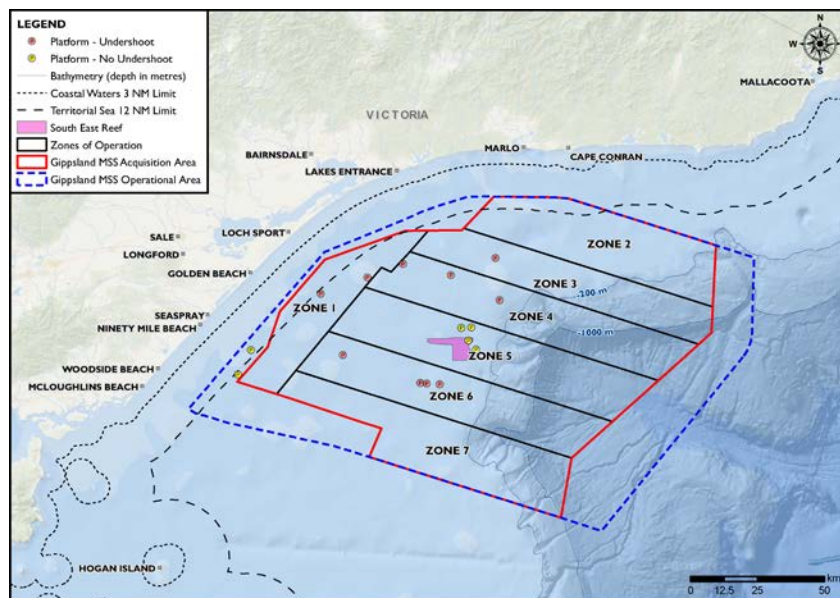 LEGEND
P Platform - Undershoot
P Platform - No Undershoot
Bathymetry (depth in metres)
Coastal Waters 3 NM Limit
Territorial Sea 12 NM Limit
South East Reef
Zones of Operation
Gippsland MSS Acquisition Area
Gippsland MSS Operational Area
N
W E
S
MALLACOOTA
VICTORIA
MARLO
CAPE CONRAN
BAIRNSDALE
LAKES ENTRANCE
LOCH SPORT
SALE
LONGFORD
GOLDEN BEACH
ZONE 2
ZONE 3
-200 m
ZONE 1
ZONE 4
SEASPRAY
NINETY MILE BEACH
-1000 m
ZONE 5
WOODSIDE BEACH
MCLOUGHLINS BEACH
ZONE 6
ZONE 7
HOGAN ISLAND
km
0 12.5 25 50